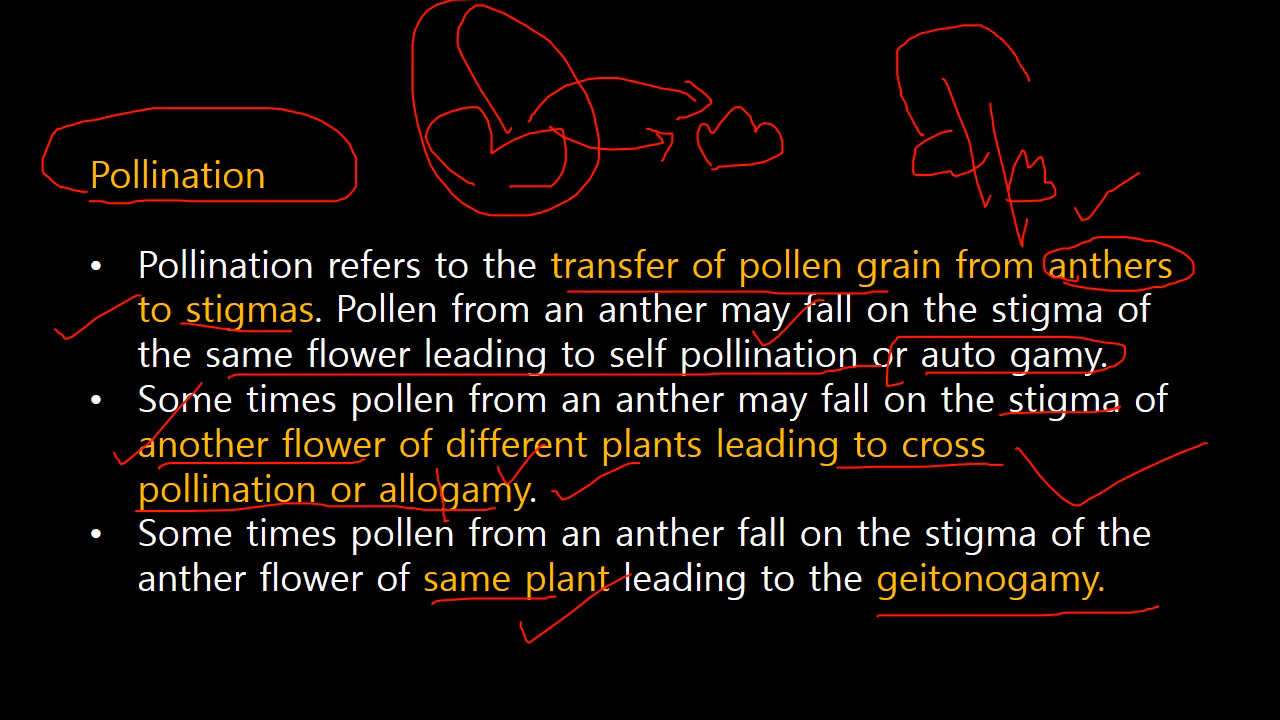 Pollination
• Pollination refers to the transfer of pollen grain from anthers
to stigmas. Pollen from an anther may fall on the stigma of
the same flower leading to self pollination or auto gamy.
• Some times pollen from an anther may fall on the stigma of
another flower of different plants leading to cross
pollination or allogamy.
• Some times pollen from an anther fall on the stigma of the
anther flower of same plant leading to the geitonogamy.